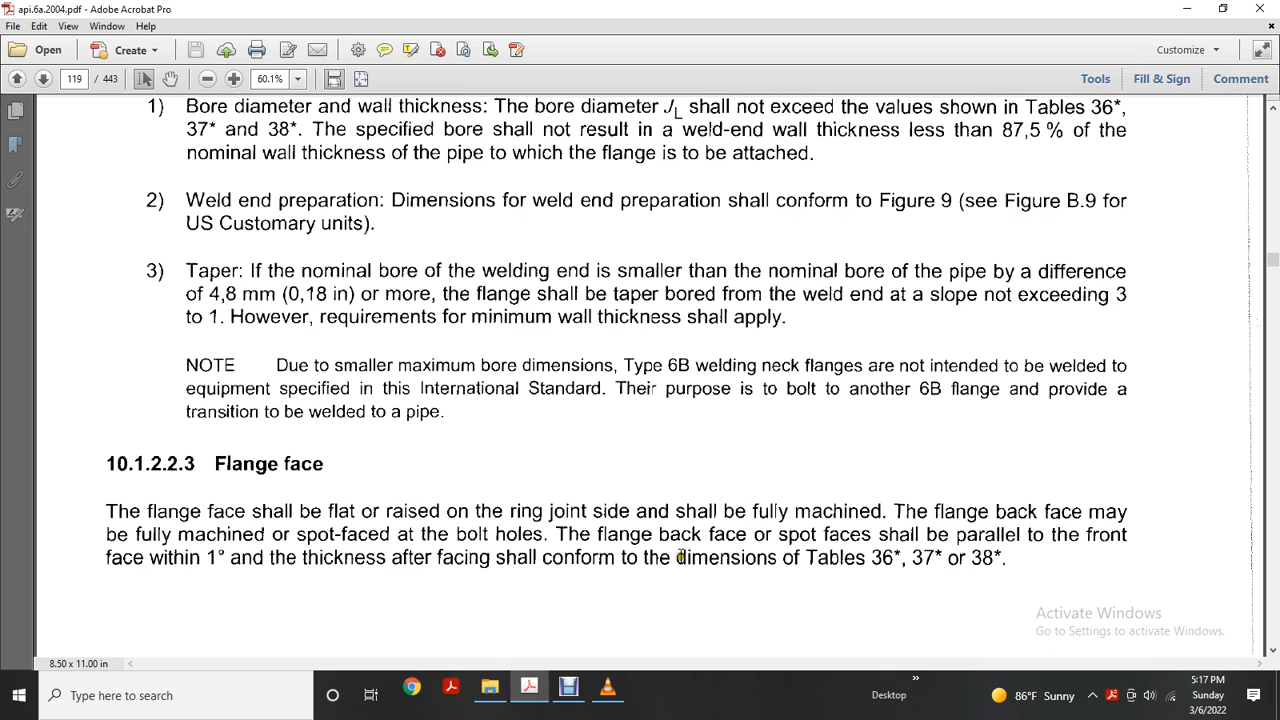 api.6a.2004.pdf - Adobe Acrobat Pro
File Edit View Window Help
Open Create Customize
119 / 443 60.1% Tools Fill & Sign Comment
1) Bore diameter and wall thickness: The bore diameter JL shall not exceed the values shown in Tables 36*,
37* and 38*. The specified bore shall not result in a weld-end wall thickness less than 87,5 % of the
nominal wall thickness of the pipe to which the flange is to be attached.
2) Weld end preparation: Dimensions for weld end preparation shall conform to Figure 9 (see Figure B.9 for
US Customary units).
3) Taper: If the nominal bore of the welding end is smaller than the nominal bore of the pipe by a difference
of 4,8 mm (0,18 in) or more, the flange shall be taper bored from the weld end at a slope not exceeding 3
to 1. However, requirements for minimum wall thickness shall apply.
NOTE Due to smaller maximum bore dimensions, Type 6B welding neck flanges are not intended to be welded to
equipment specified in this International Standard. Their purpose is to bolt to another 6B flange and provide a
transition to be welded to a pipe.
10.1.2.2.3 Flange face
The flange face shall be flat or raised on the ring joint side and shall be fully machined. The flange back face may
be fully machined or spot-faced at the bolt holes. The flange back face or spot faces shall be parallel to the front
face within 1° and the thickness after facing shall conform to the dimensions of Tables 36*, 37* or 38*.
Activate Windows
Go to Settings to activate Windows.
8.50 x 11.00 in
Type here to search
Desktop
86°F Sunny
5:17 PM
Sunday
3/6/2022